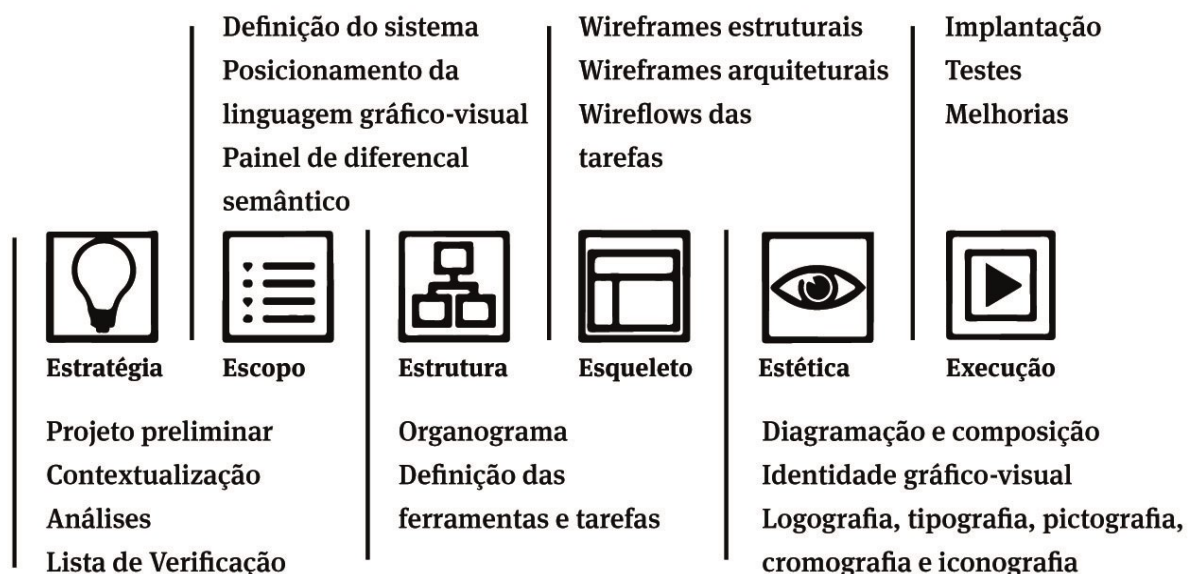 Definição do sistema
Posicionamento da
linguagem gráfico-visual
Painel de diferencal
semântico
Wireframes estruturais
Wireframes arquiteturais
Wireflows das
tarefas
Implantação
Testes
Melhorias
Estratégia
Escopo
Estrutura
Esqueleto
Estética
Execução
Projeto preliminar
Contextualização
Análises
Lista de Verificação
Organograma
Definição das
ferramentas e tarefas
Diagramação e composição
Identidade gráfico-visual
Logografia, tipografia, pictografia,
cromografia e iconografia